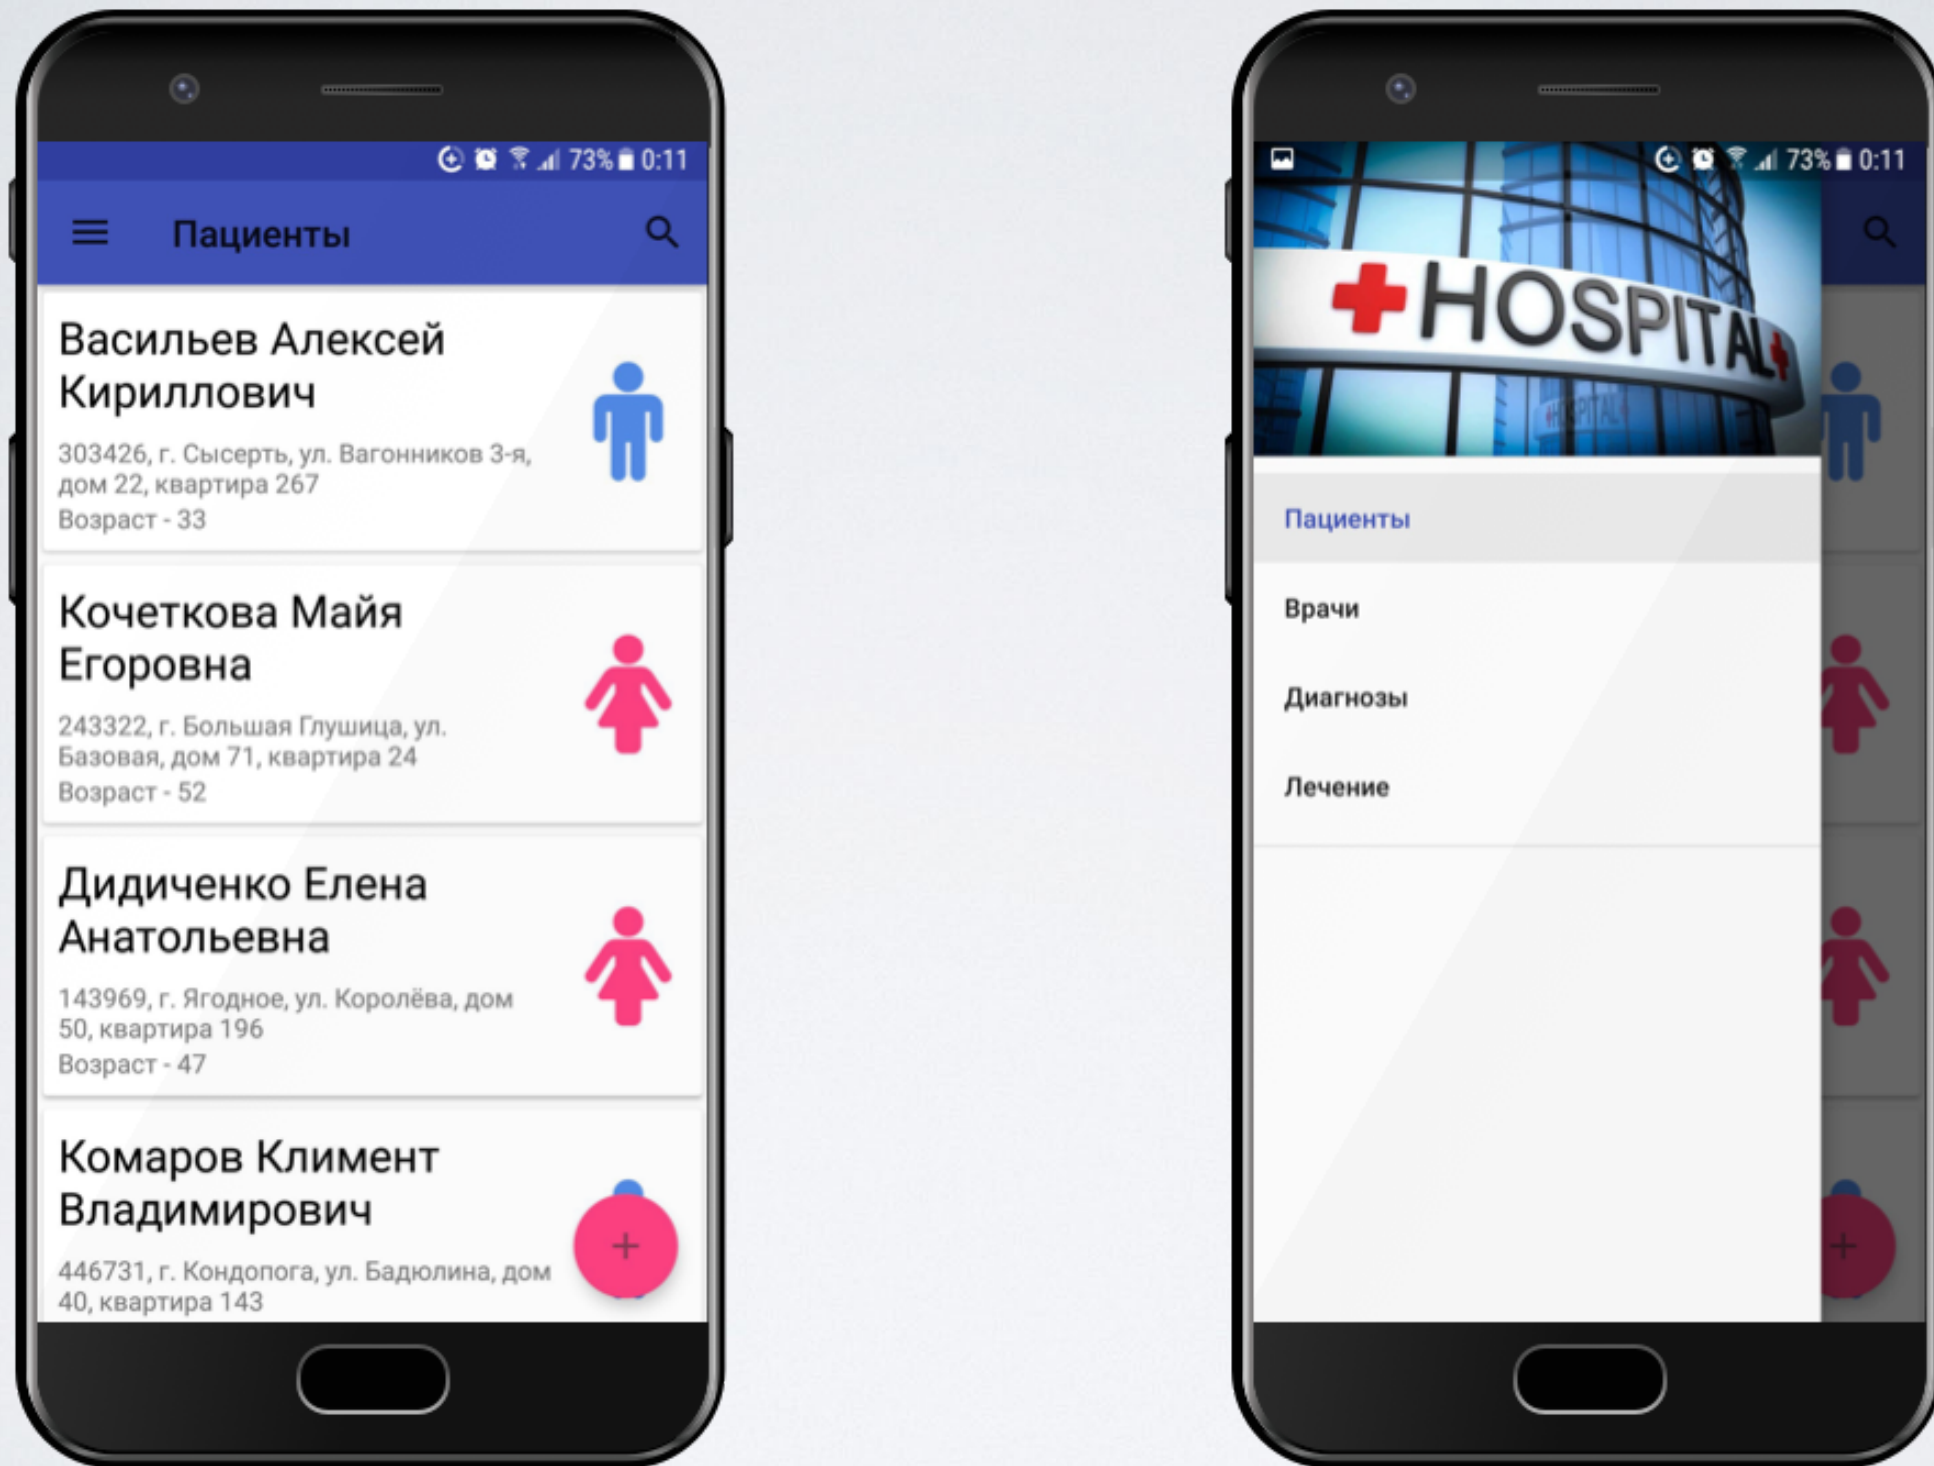 73% 0:11
Пациенты
Васильев Алексей
Кириллович
303426, г. Сысерть, ул. Вагонников 3-я,
дом 22, квартира 267
Возраст - 33
Кочеткова Майя
Егоровна
243322, г. Большая Глушица, ул.
Базовая, дом 71, квартира 24
Возраст - 52
Дидиченко Елена
Анатольевна
143969, г. Ягодное, ул. Королёва, дом
50, квартира 196
Возраст - 47
Комаров Климент
Владимирович
446731, г. Кондопога, ул. Бадюлина, дом
40, квартира 143
+
73% 0:11
HOSPITAL
HOSPITAL
Пациенты
Врачи
Диагнозы
Лечение
+